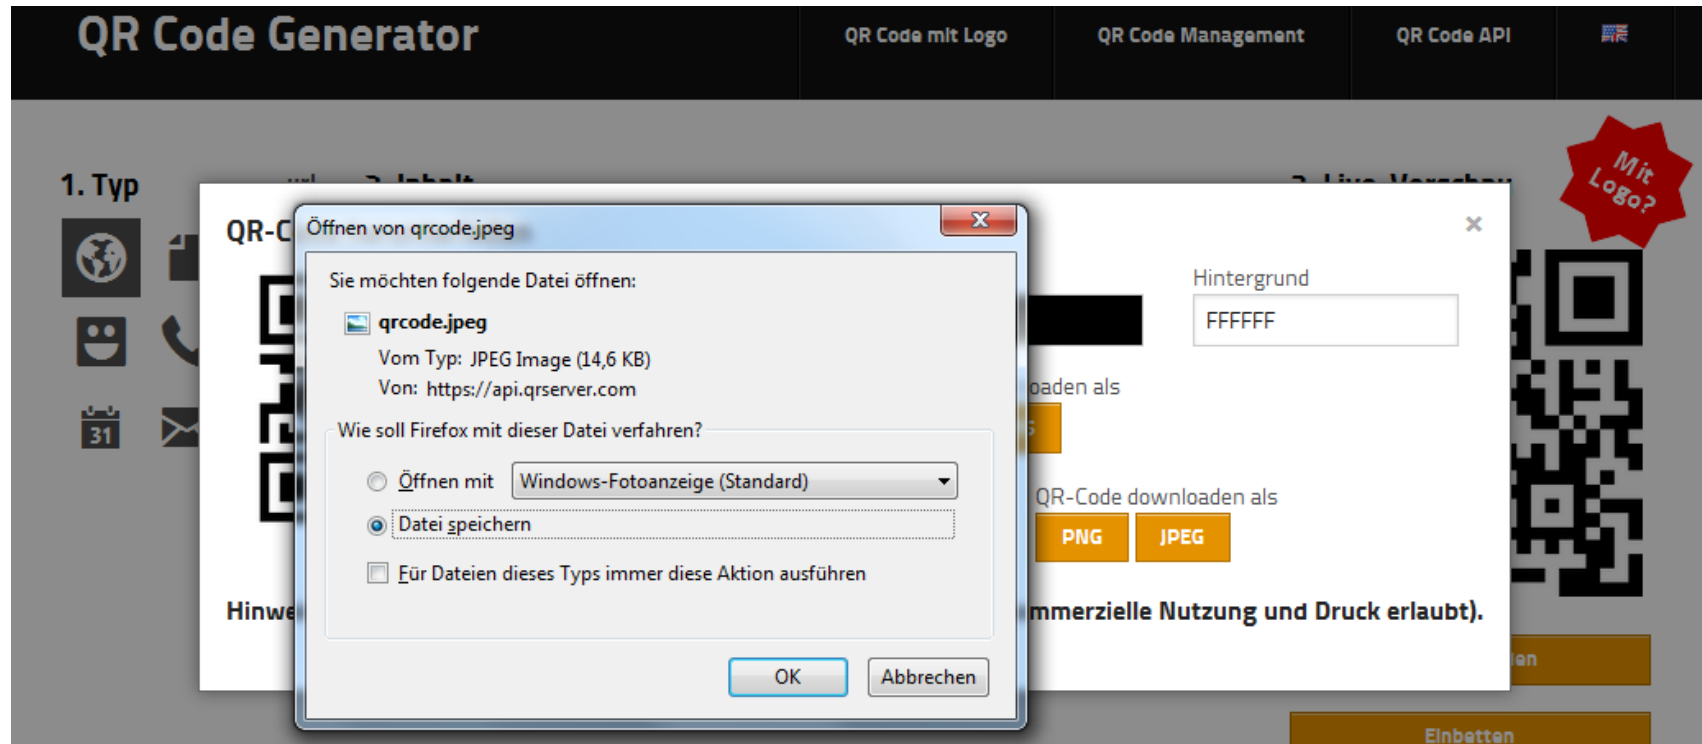 QR Code Generator
QR Code mit Logo
QR Code Management
QR Code API
1. Typ
Mit
Logo?
QR-C
Öffnen von qrcode.jpeg
Sie möchten folgende Datei öffnen:
qrcode.jpeg
Vom Typ: JPEG Image (14,6 KB)
Von: https://api.qrserver.com
Wie soll Firefox mit dieser Datei verfahren?
Öffnen mit Windows-Fotoanzeige (Standard)
Datei speichern
Für Dateien dieses Typs immer diese Aktion ausführen
OK
Abbrechen
Hintergrund
FFFFFF
oaden als
QR-Code downloaden als
PNG
JPEG
31
Hinwe
mmerzielle Nutzung und Druck erlaubt).
Einbetten